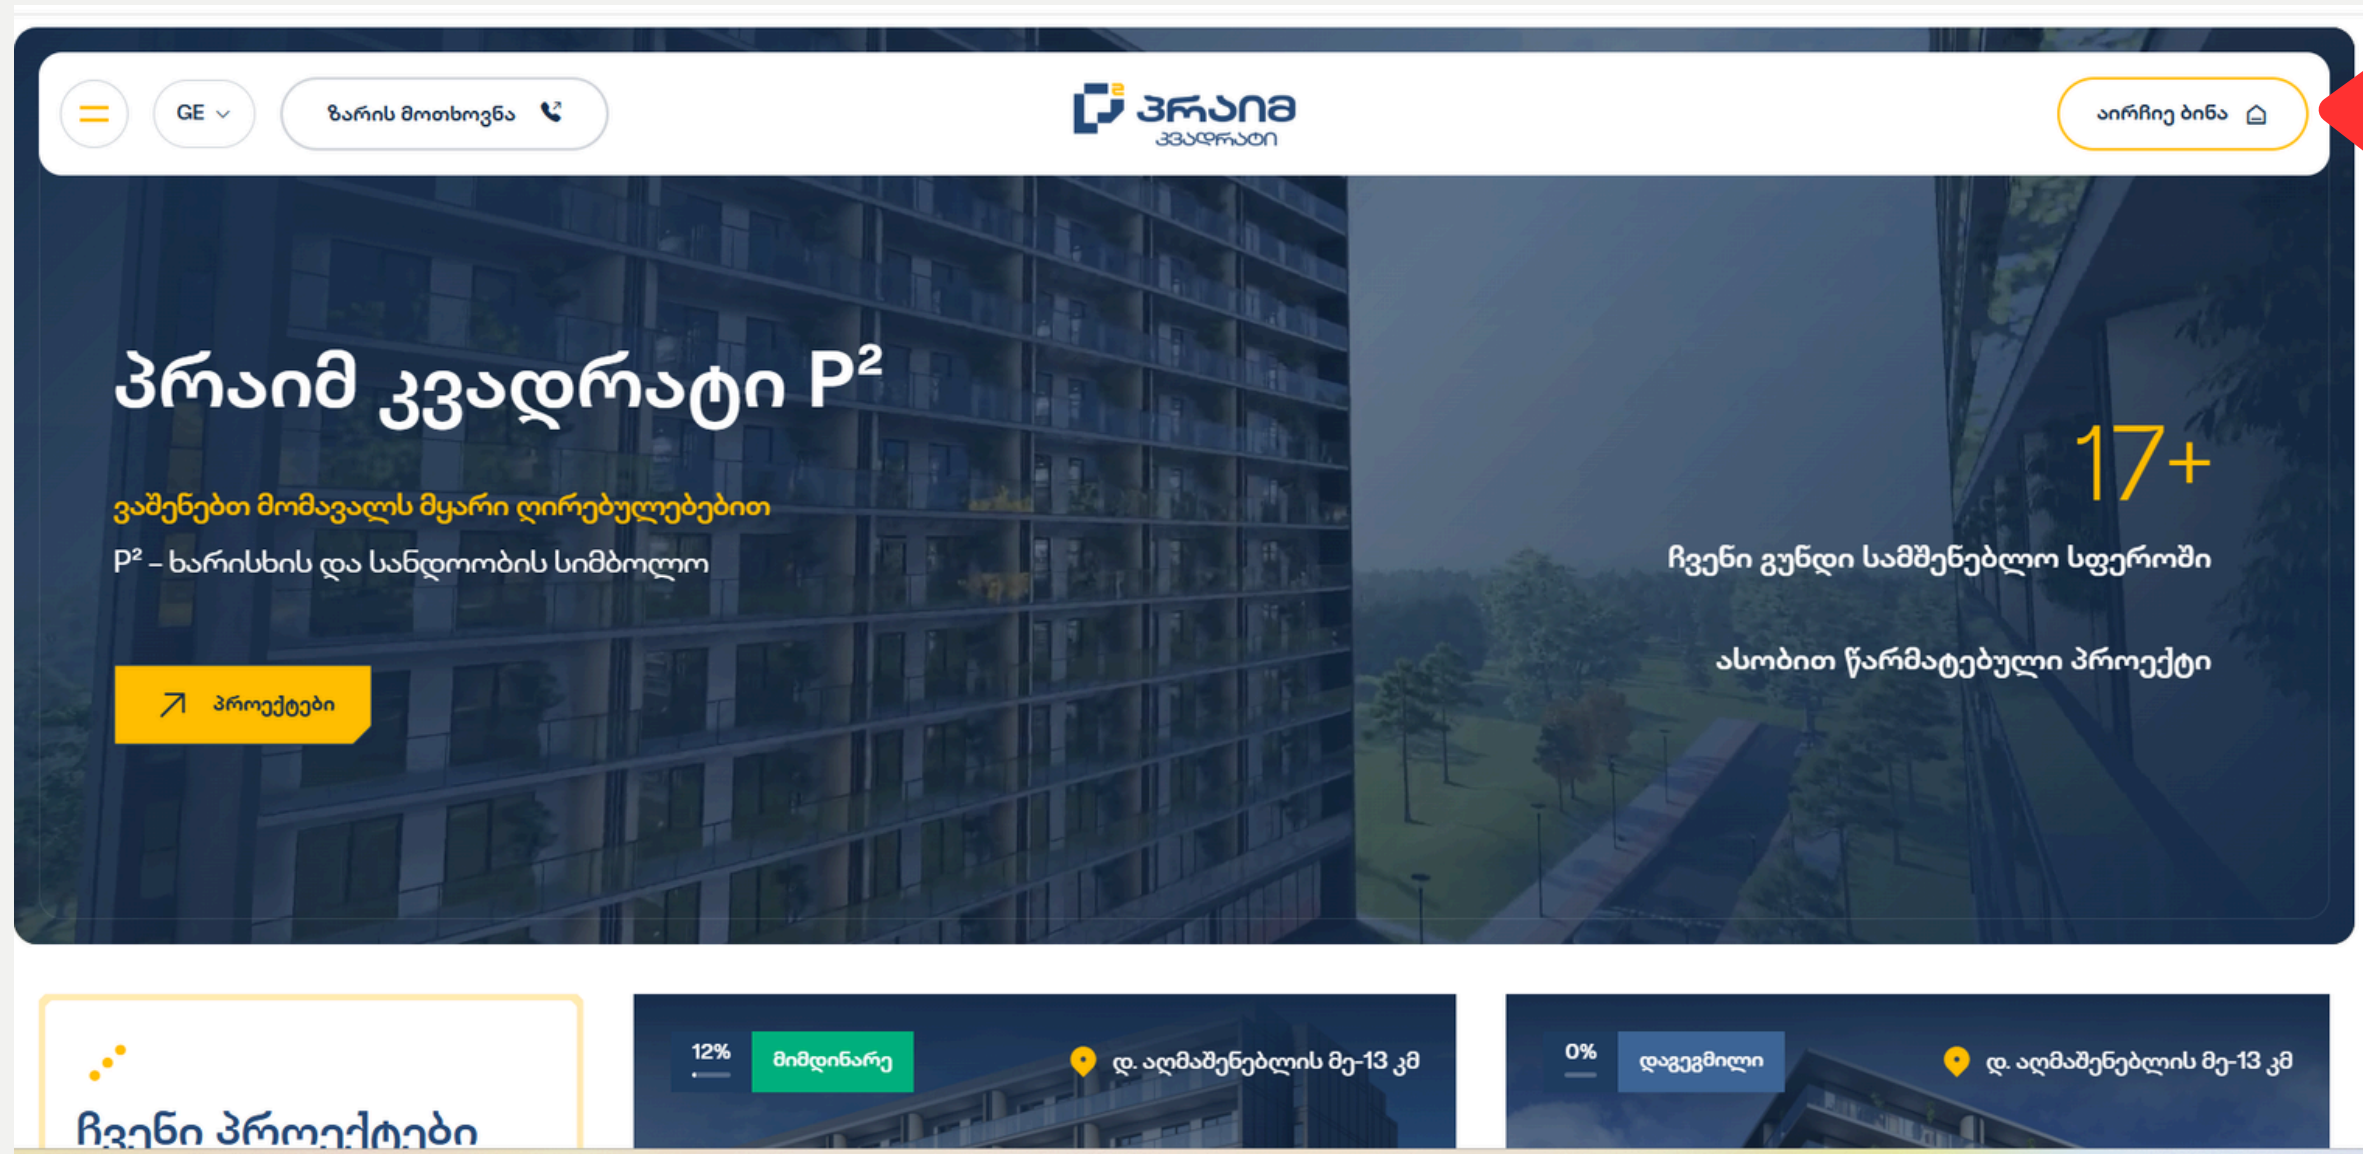 GE
ზარის მოთხოვნა
პრაიმ
კვადრატი
აირჩიე ბინა
პრაიმ კვადრატი P²
ვაშენებთ მომავალს მყარი ღირებულებებით
P² – ხარისხის და სანდოობის სიმბოლო
პროექტები
17+
ჩვენი გუნდი სამშენებლო სფეროში
ასობით წარმატებული პროექტი
ჩვენი პროექტები
12%
მიმდინარე
დ. აღმაშენებლის მე-13 კმ
0%
დაგეგმილი
დ. აღმაშენებლის მე-13 კმ